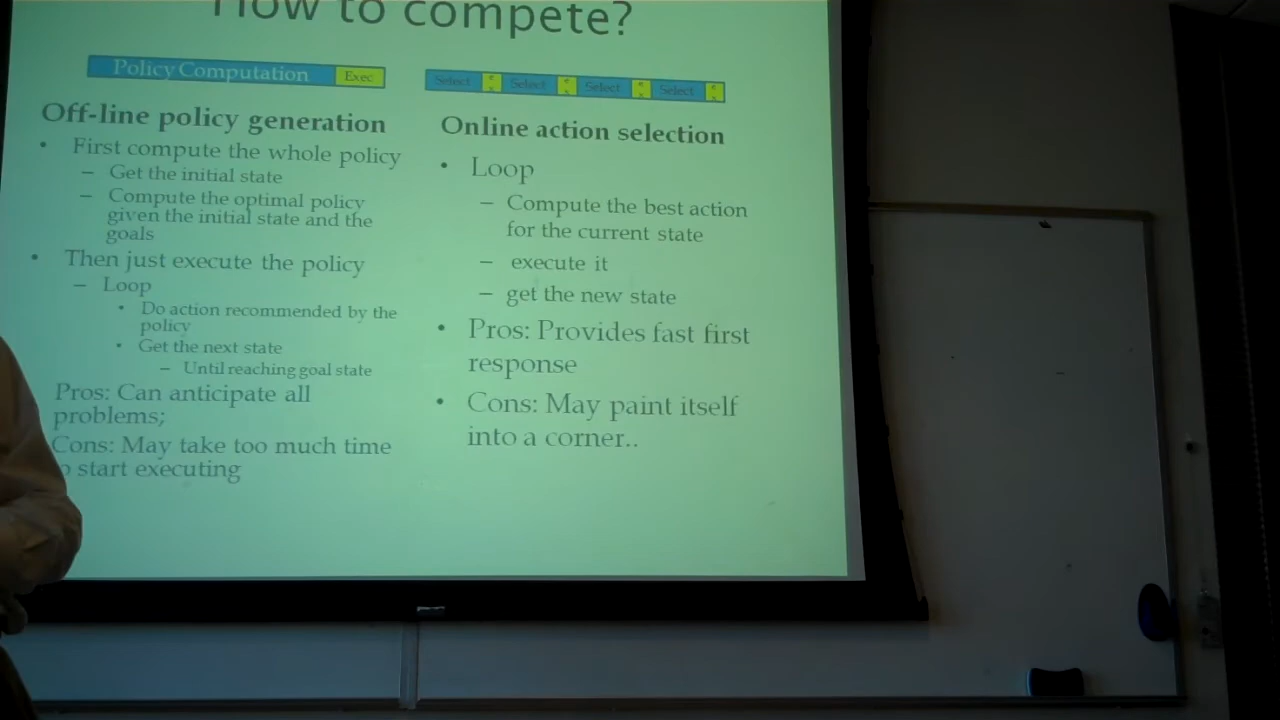 How to compete?
Policy Computation Exec
Select e x Select e x Select e x Select e x
Off-line policy generation
• First compute the whole policy
– Get the initial state
– Compute the optimal policy
given the initial state and the
goals
• Then just execute the policy
– Loop
• Do action recommended by the
policy
• Get the next state
– Until reaching goal state
Pros: Can anticipate all
problems;
Cons: May take too much time
start executing
Online action selection
• Loop
– Compute the best action
for the current state
– execute it
– get the new state
• Pros: Provides fast first
response
• Cons: May paint itself
into a corner..